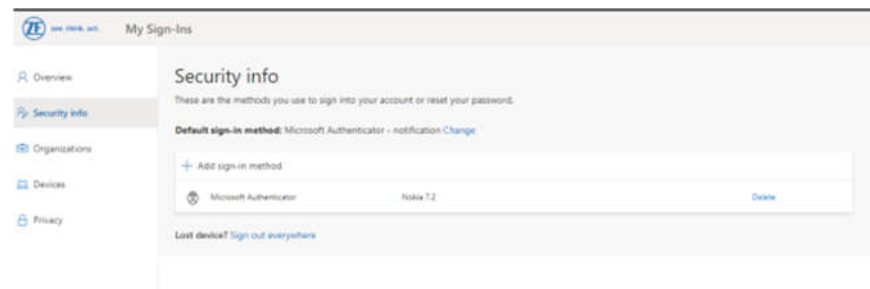 ZF see. think. act. My Sign-Ins
Overview
Security info
Organizations
Devices
Privacy
Security info
These are the methods you use to sign into your account or reset your password.
Default sign-in method: Microsoft Authenticator - notification Change
+ Add sign-in method
Microsoft Authenticator Nokia 7.2 Delete
Lost device? Sign out everywhere